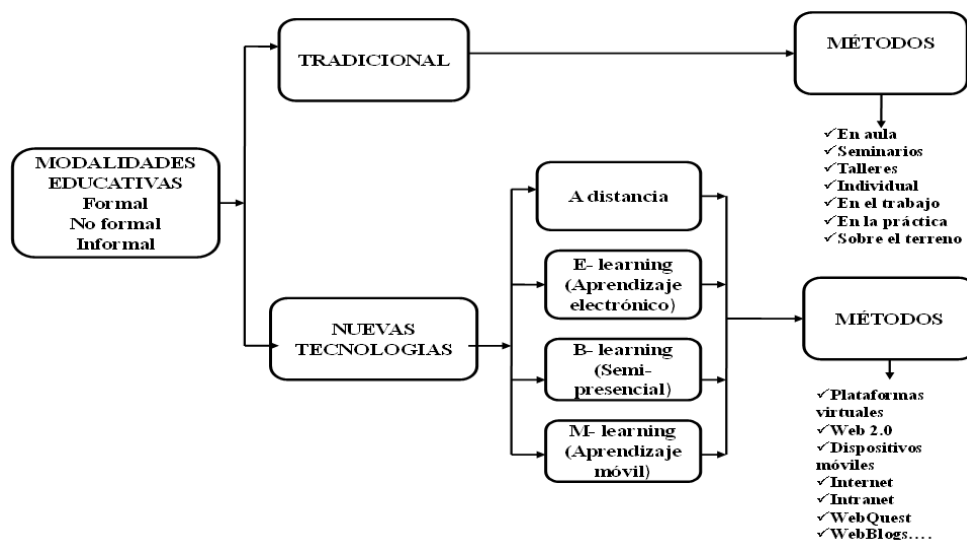 MODALIDADES
EDUCATIVAS
Formal
No formal
Informal
TRADICIONAL
MÉTODOS
✓En aula
✓Seminarios
✓Talleres
✓Individual
✓En el trabajo
✓En la práctica
✓Sobre el terreno
NUEVAS
TECNOLOGIAS
A distancia
E- learning
(Aprendizaje
electrónico)
B- learning
(Semi-
presencial)
M- learning
(Aprendizaje
móvil)
MÉTODOS
✓Plataformas
virtuales
✓Web 2.0
✓Dispositivos
móviles
✓Internet
✓Intranet
✓WebQuest
✓WebBlogs….